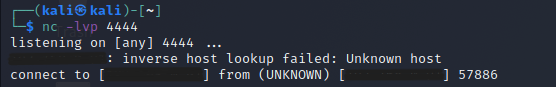 ┌──(kali㉿kali)-[~]
└─$ nc -lvp 4444
listening on [any] 4444 ...
: inverse host lookup failed: Unknown host
connect to [ ] from (UNKNOWN) [ ] 57886